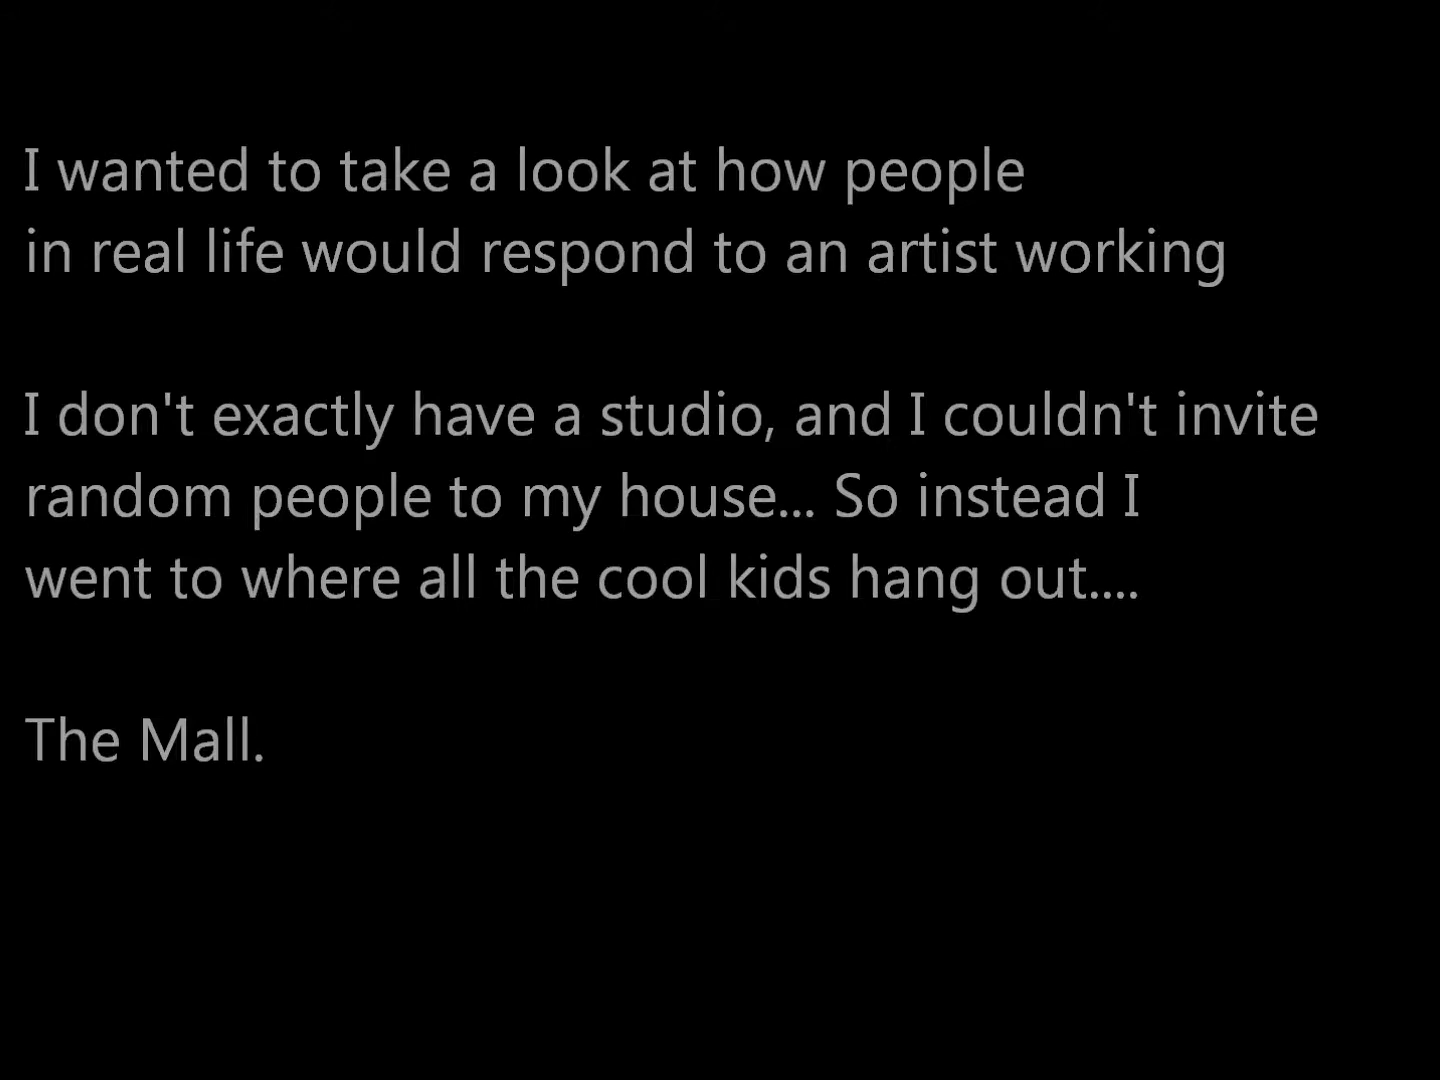 I wanted to take a look at how people
in real life would respond to an artist working
I don't exactly have a studio, and I couldn't invite
random people to my house... So instead I
went to where all the cool kids hang out....
The Mall.